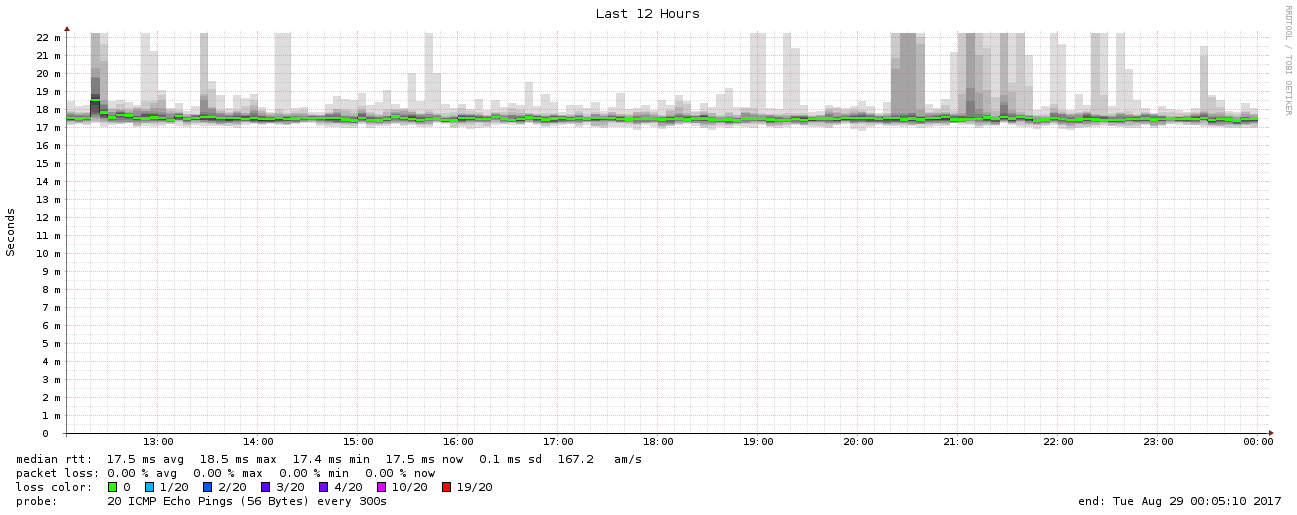 Last 12 Hours
RRDTOOL / TOBI OETIKER
Seconds
22 m
21 m
20 m
19 m
18 m
17 m
16 m
15 m
14 m
13 m
12 m
11 m
10 m
9 m
8 m
7 m
6 m
5 m
4 m
3 m
2 m
1 m
0
13:00 14:00 15:00 16:00 17:00 18:00 19:00 20:00 21:00 22:00 23:00 00:00
median rtt: 17.5 ms avg 18.5 ms max 17.4 ms min 17.5 ms now 0.1 ms sd 167.2 am/s
packet loss: 0.00 % avg 0.00 % max 0.00 % min 0.00 % now
loss color: 0 1/20 2/20 3/20 4/20 10/20 19/20
probe: 20 ICMP Echo Pings (56 Bytes) every 300s end: Tue Aug 29 00:05:10 2017